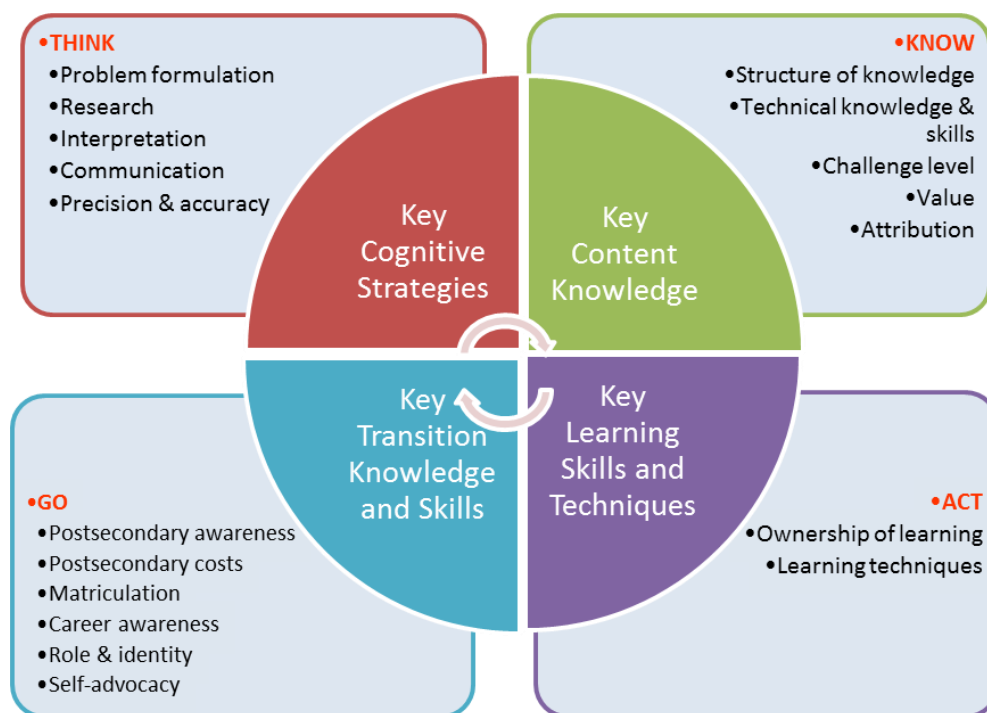 •THINK
•Problem formulation
•Research
•Interpretation
•Communication
•Precision & accuracy
•KNOW
•Structure of knowledge
•Technical knowledge &
skills
•Challenge level
•Value
•Attribution
Key
Cognitive
Strategies
Key
Content
Knowledge
Key
Transition
Knowledge
and Skills
Key
Learning
Skills and
Techniques
•GO
•Postsecondary awareness
•Postsecondary costs
•Matriculation
•Career awareness
•Role & identity
•Self-advocacy
•ACT
•Ownership of learning
•Learning techniques